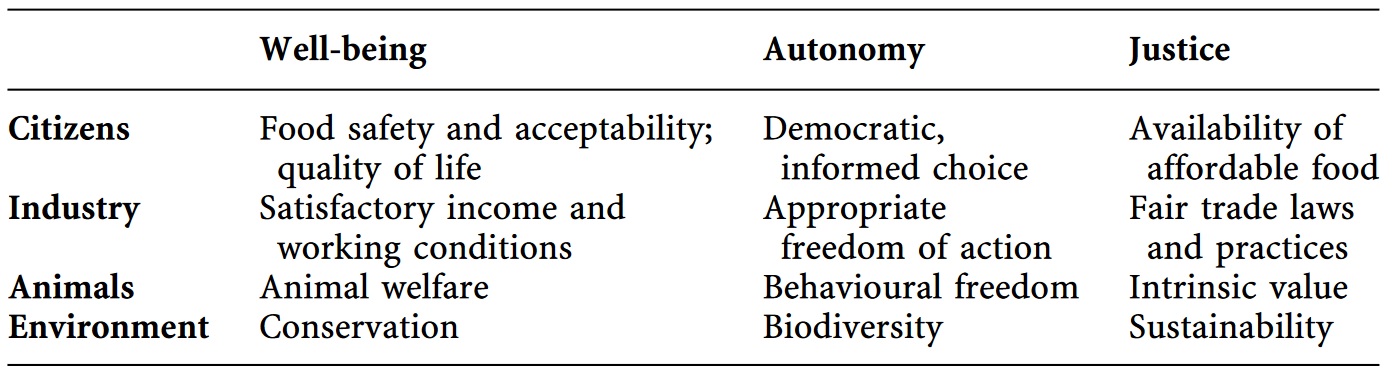 Well-being Autonomy Justice
Citizens Food safety and acceptability; Democratic, Availability of
quality of life informed choice affordable food
Industry Satisfactory income and Appropriate Fair trade laws
working conditions freedom of action and practices
Animals Animal welfare Behavioural freedom Intrinsic value
Environment Conservation Biodiversity Sustainability